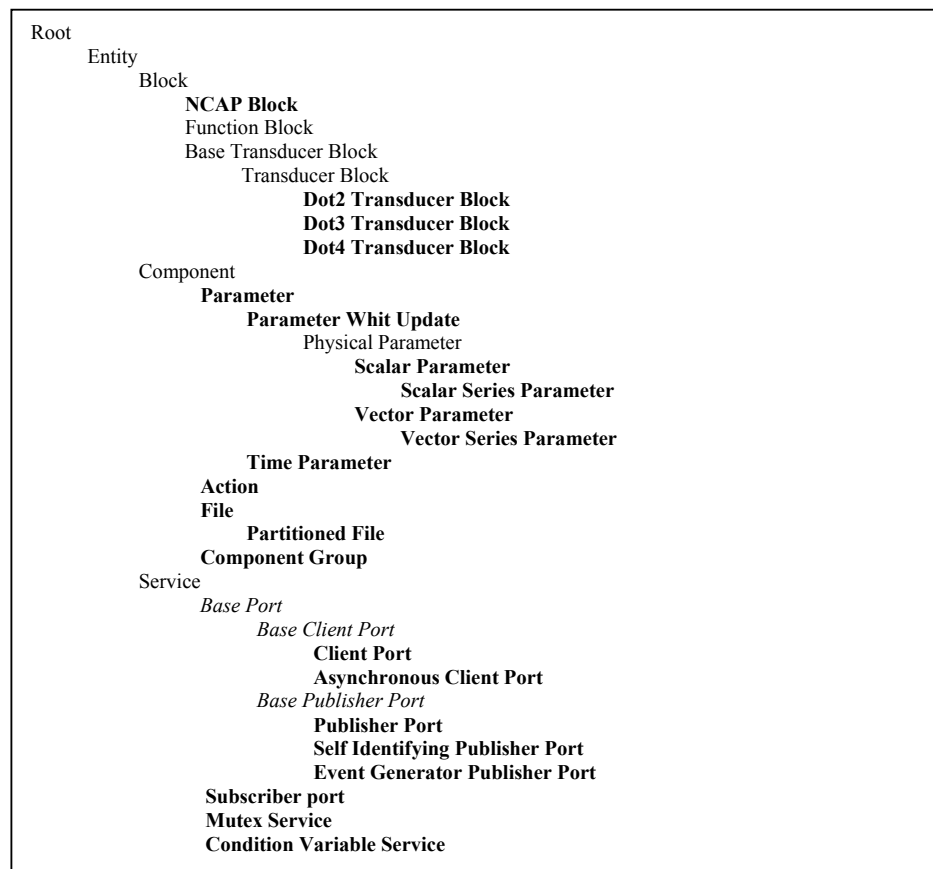 Root
Entity
Block
NCAP Block
Function Block
Base Transducer Block
Transducer Block
Dot2 Transducer Block
Dot3 Transducer Block
Dot4 Transducer Block
Component
Parameter
Parameter Whit Update
Physical Parameter
Scalar Parameter
Scalar Series Parameter
Vector Parameter
Vector Series Parameter
Time Parameter
Action
File
Partitioned File
Component Group
Service
Base Port
Base Client Port
Client Port
Asynchronous Client Port
Base Publisher Port
Publisher Port
Self Identifying Publisher Port
Event Generator Publisher Port
Subscriber port
Mutex Service
Condition Variable Service